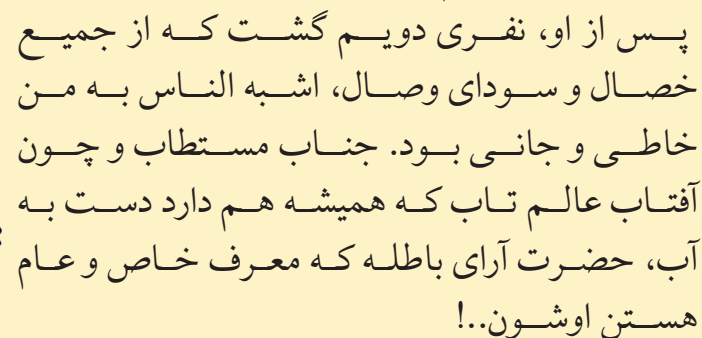 پس از او، نفری دویم گشت که از جمیع
خصال و سودای وصال، اشبه الناس به من
خاطی و جانی بود. جناب مستطاب و چون
آفتاب عالم تاب که همیشه هم دارد دست به
آب، حضرت آرای باطله که معرف خاص و عام
هستن اوشون..!